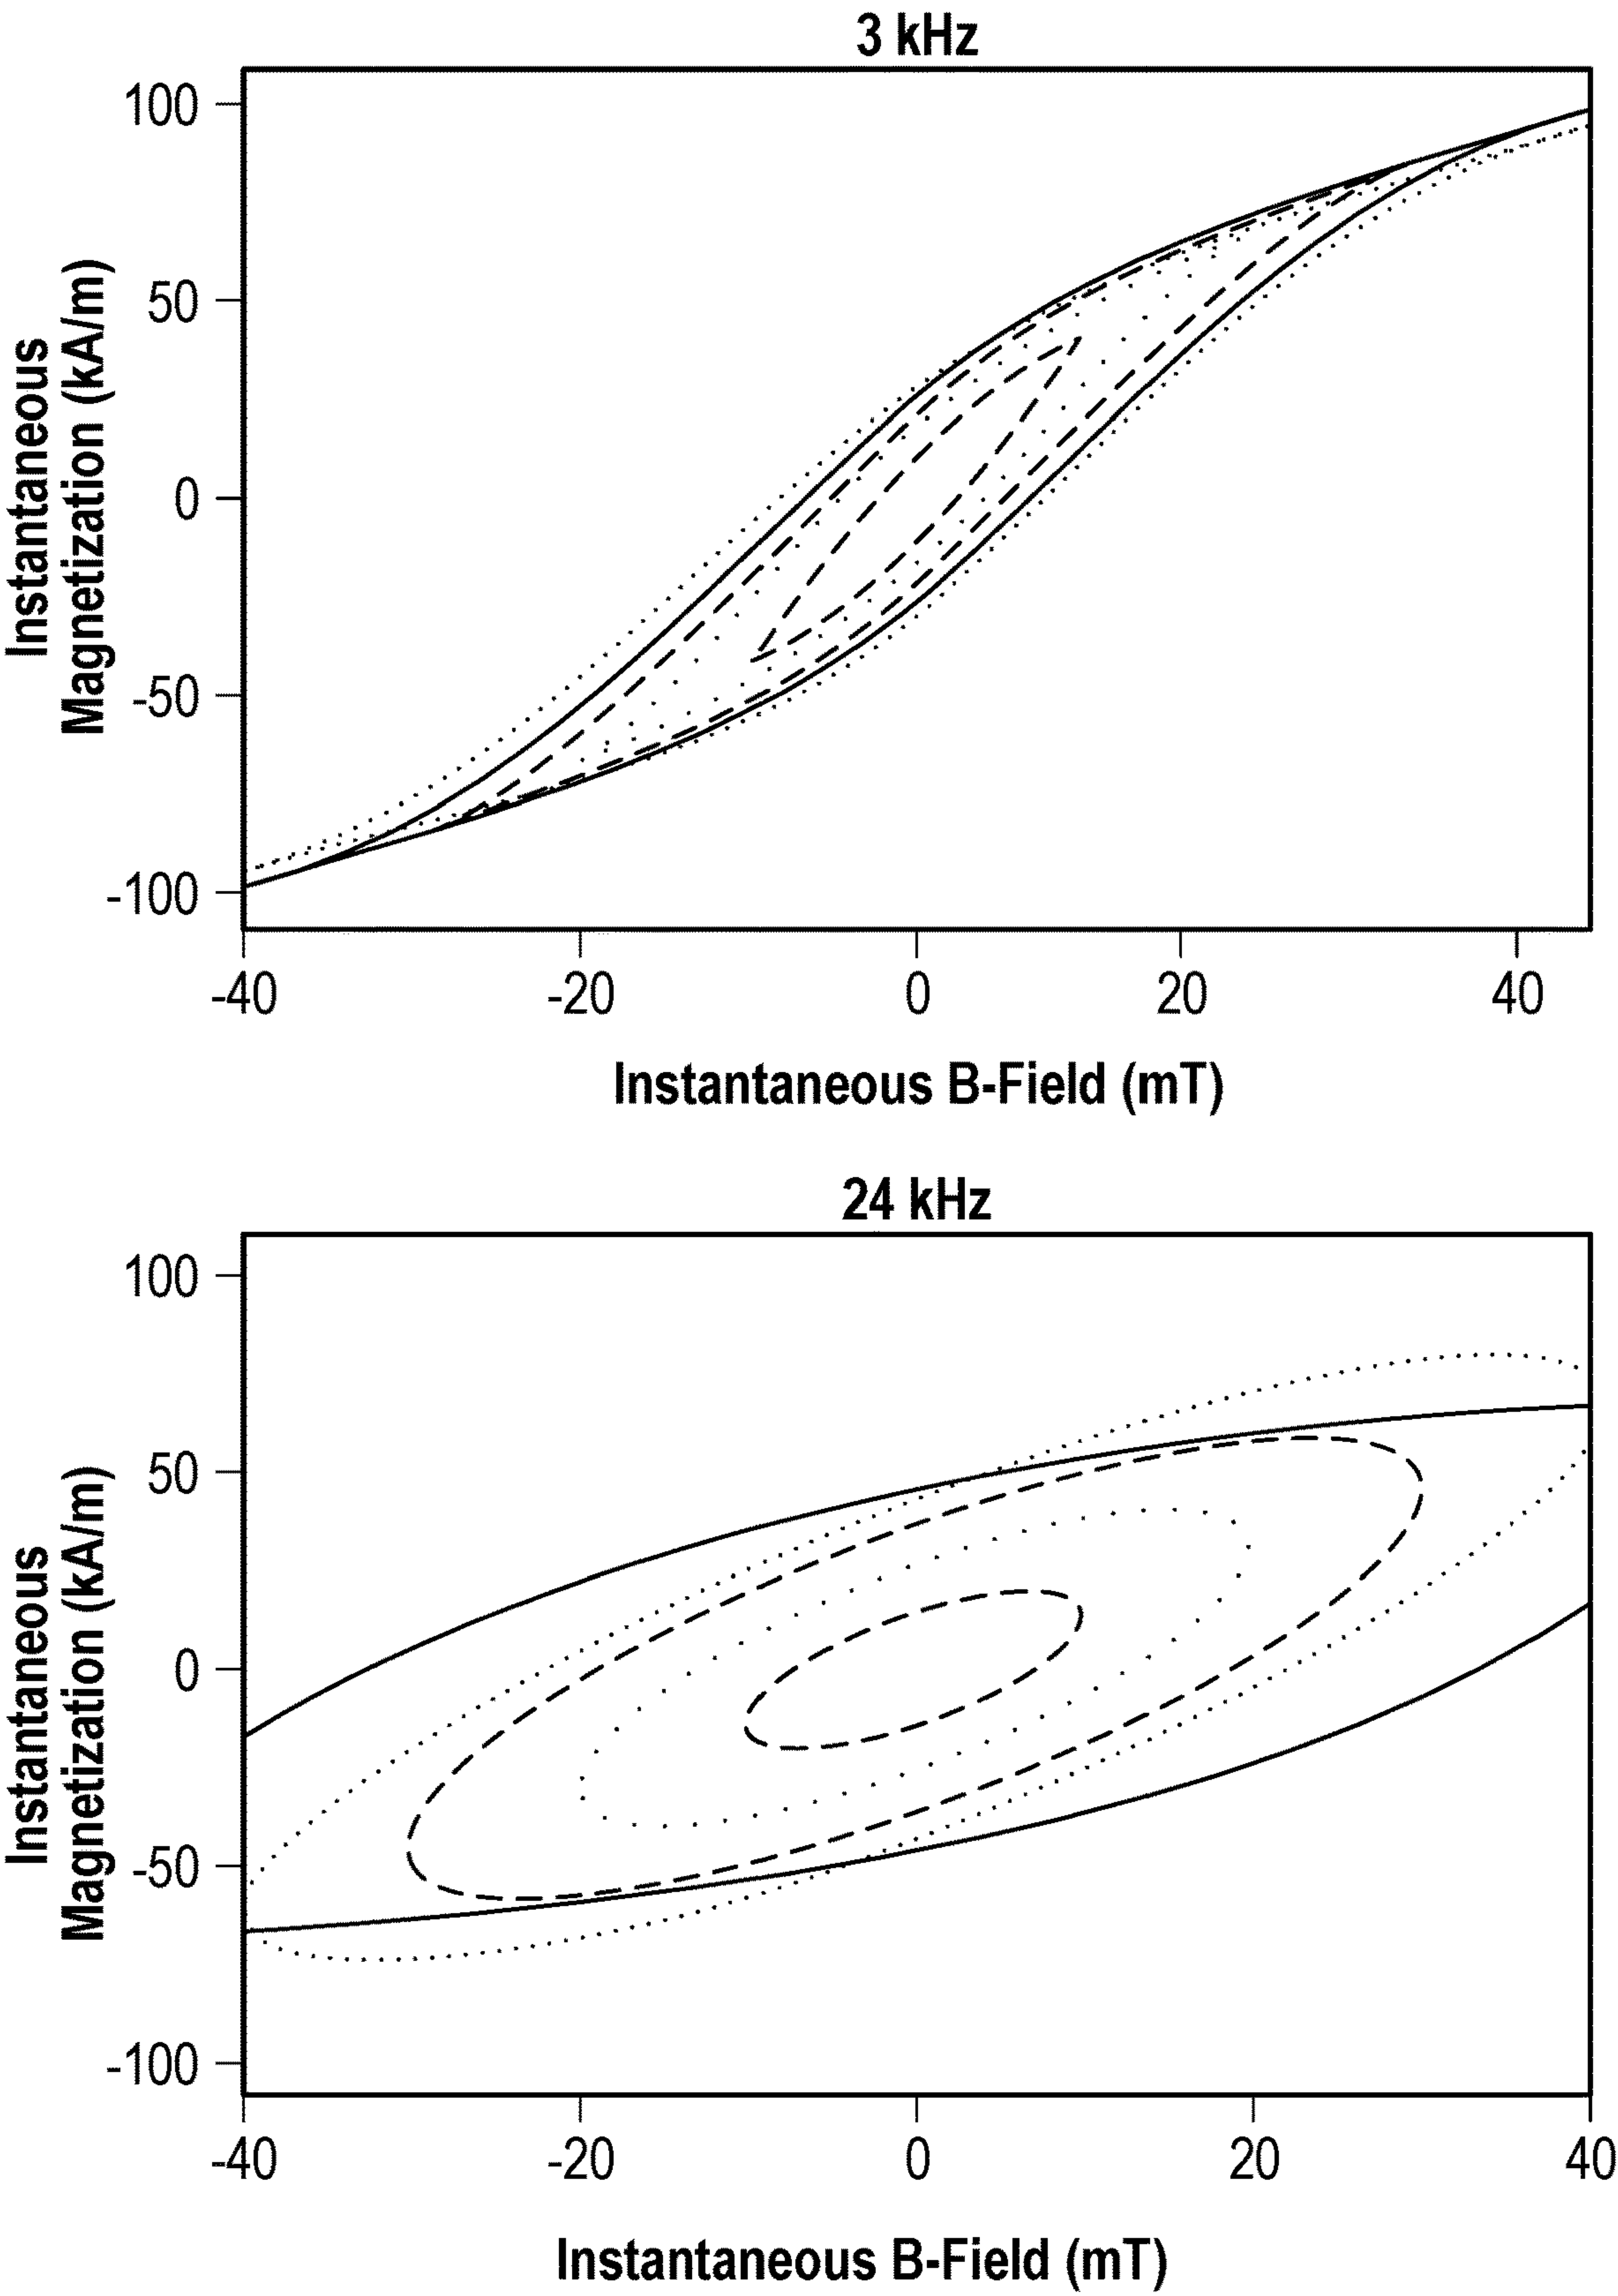 3 kHz
Instantaneous
Magnetization (kA/m)
100
50
0
-50
-100
-40
-20
0
20
40
Instantaneous B-Field (mT)
24 kHz
Instantaneous
Magnetization (kA/m)
100
50
0
-50
-100
-40
-20
0
20
40
Instantaneous B-Field (mT)